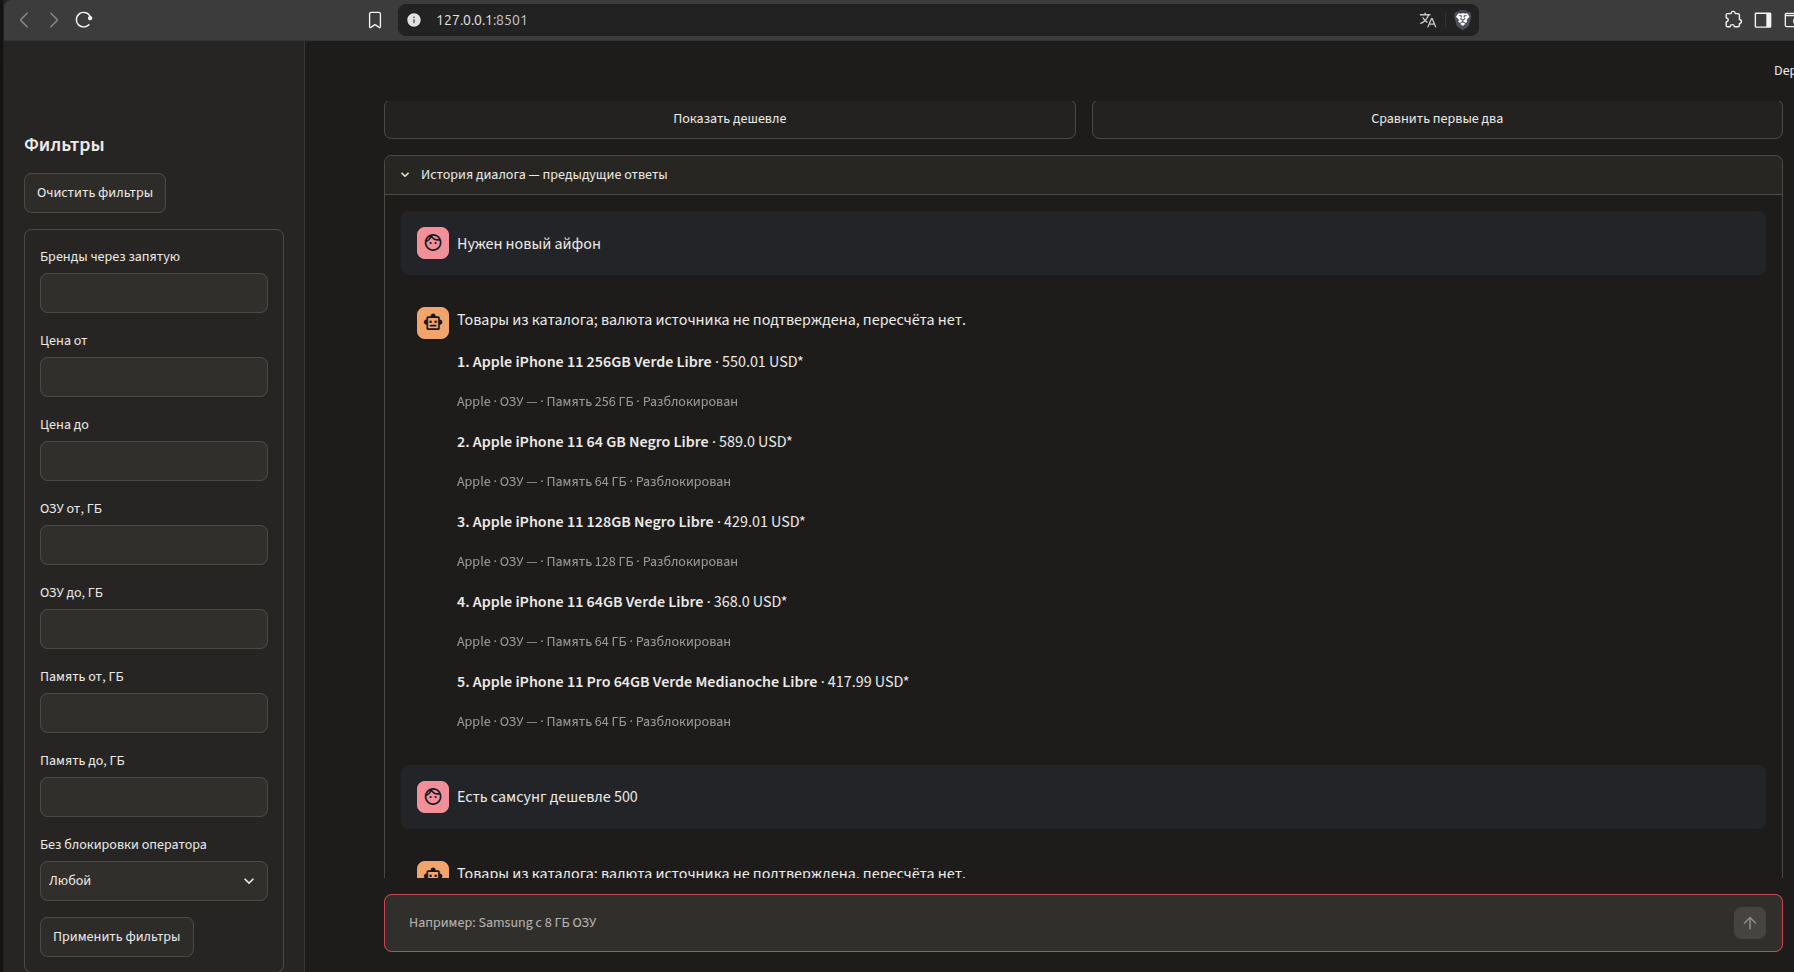 127.0.0.1:8501
Dep
Фильтры
Очистить фильтры
Бренды через запятую
Цена от
Цена до
ОЗУ от, ГБ
ОЗУ до, ГБ
Память от, ГБ
Память до, ГБ
Без блокировки оператора
Любой
Применить фильтры
Показать дешевле
Сравнить первые два
История диалога — предыдущие ответы
Нужен новый айфон
Товары из каталога; валюта источника не подтверждена, пересчёта нет.
1. Apple iPhone 11 256GB Verde Libre · 550.01 USD*
Apple · ОЗУ — · Память 256 ГБ · Разблокирован
2. Apple iPhone 11 64 GB Negro Libre · 589.0 USD*
Apple · ОЗУ — · Память 64 ГБ · Разблокирован
3. Apple iPhone 11 128GB Negro Libre · 429.01 USD*
Apple · ОЗУ — · Память 128 ГБ · Разблокирован
4. Apple iPhone 11 64GB Verde Libre · 368.0 USD*
Apple · ОЗУ — · Память 64 ГБ · Разблокирован
5. Apple iPhone 11 Pro 64GB Verde Medianoche Libre · 417.99 USD*
Apple · ОЗУ — · Память 64 ГБ · Разблокирован
Есть самсунг дешевле 500
Товары из каталога; валюта источника не подтверждена, пересчёта нет.
Например: Samsung с 8 ГБ ОЗУ